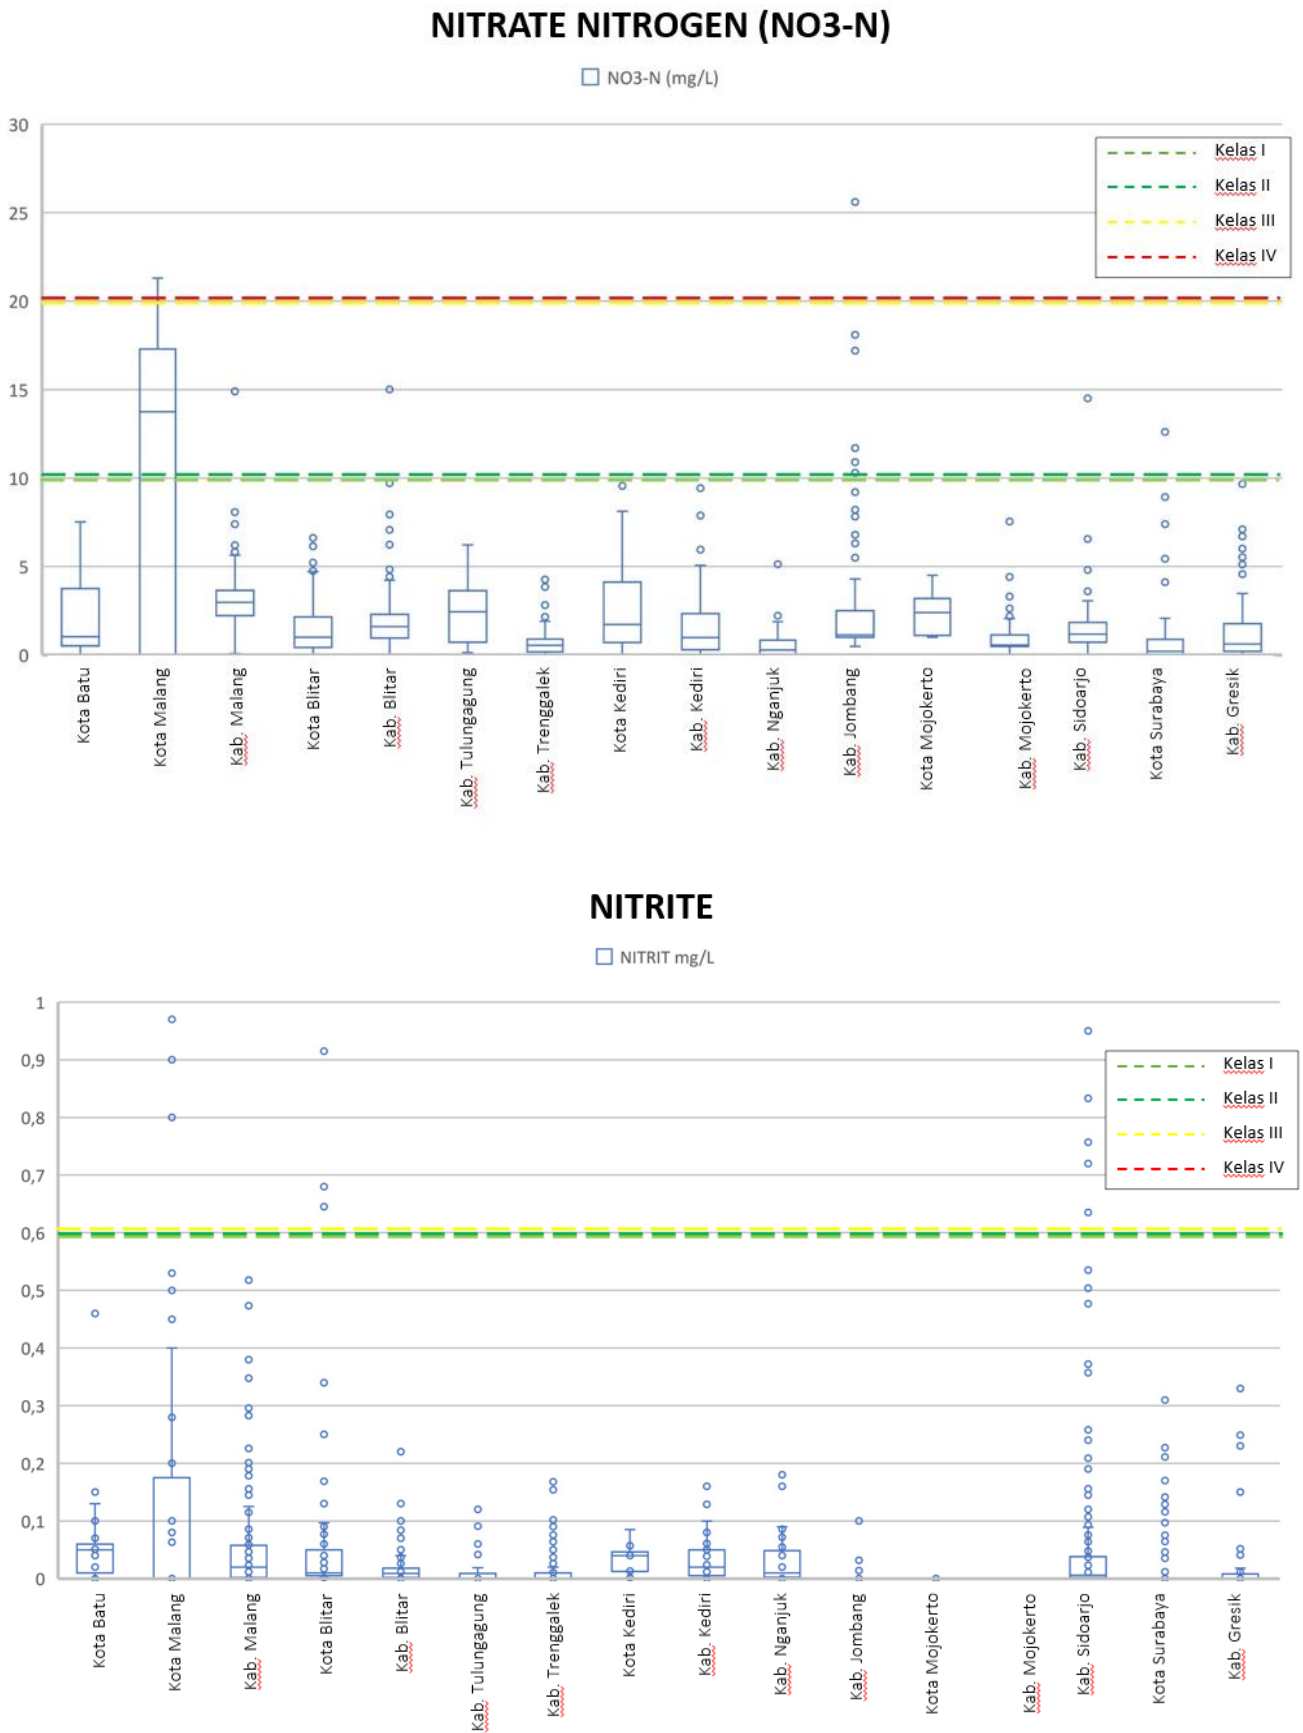 NITRATE NITROGEN (NO3-N)
NO3-N (mg/L)
30
25
20
15
10
5
0
Kelas I
Kelas II
Kelas III
Kelas IV
Kota Batu
Kota Malang
Kab. Malang
Kota Blitar
Kab. Blitar
Kab. Tulungagung
Kab. Trenggalek
Kota Kediri
Kab. Kediri
Kab. Nganjuk
Kab. Jombang
Kota Mojokerto
Kab. Mojokerto
Kab. Sidoarjo
Kota Surabaya
Kab. Gresik
NITRITE
NITRIT mg/L
1
0,9
0,8
0,7
0,6
0,5
0,4
0,3
0,2
0,1
0
Kelas I
Kelas II
Kelas III
Kelas IV
Kota Batu
Kota Malang
Kab. Malang
Kota Blitar
Kab. Blitar
Kab. Tulungagung
Kab. Trenggalek
Kota Kediri
Kab. Kediri
Kab. Nganjuk
Kab. Jombang
Kota Mojokerto
Kab. Mojokerto
Kab. Sidoarjo
Kota Surabaya
Kab. Gresik